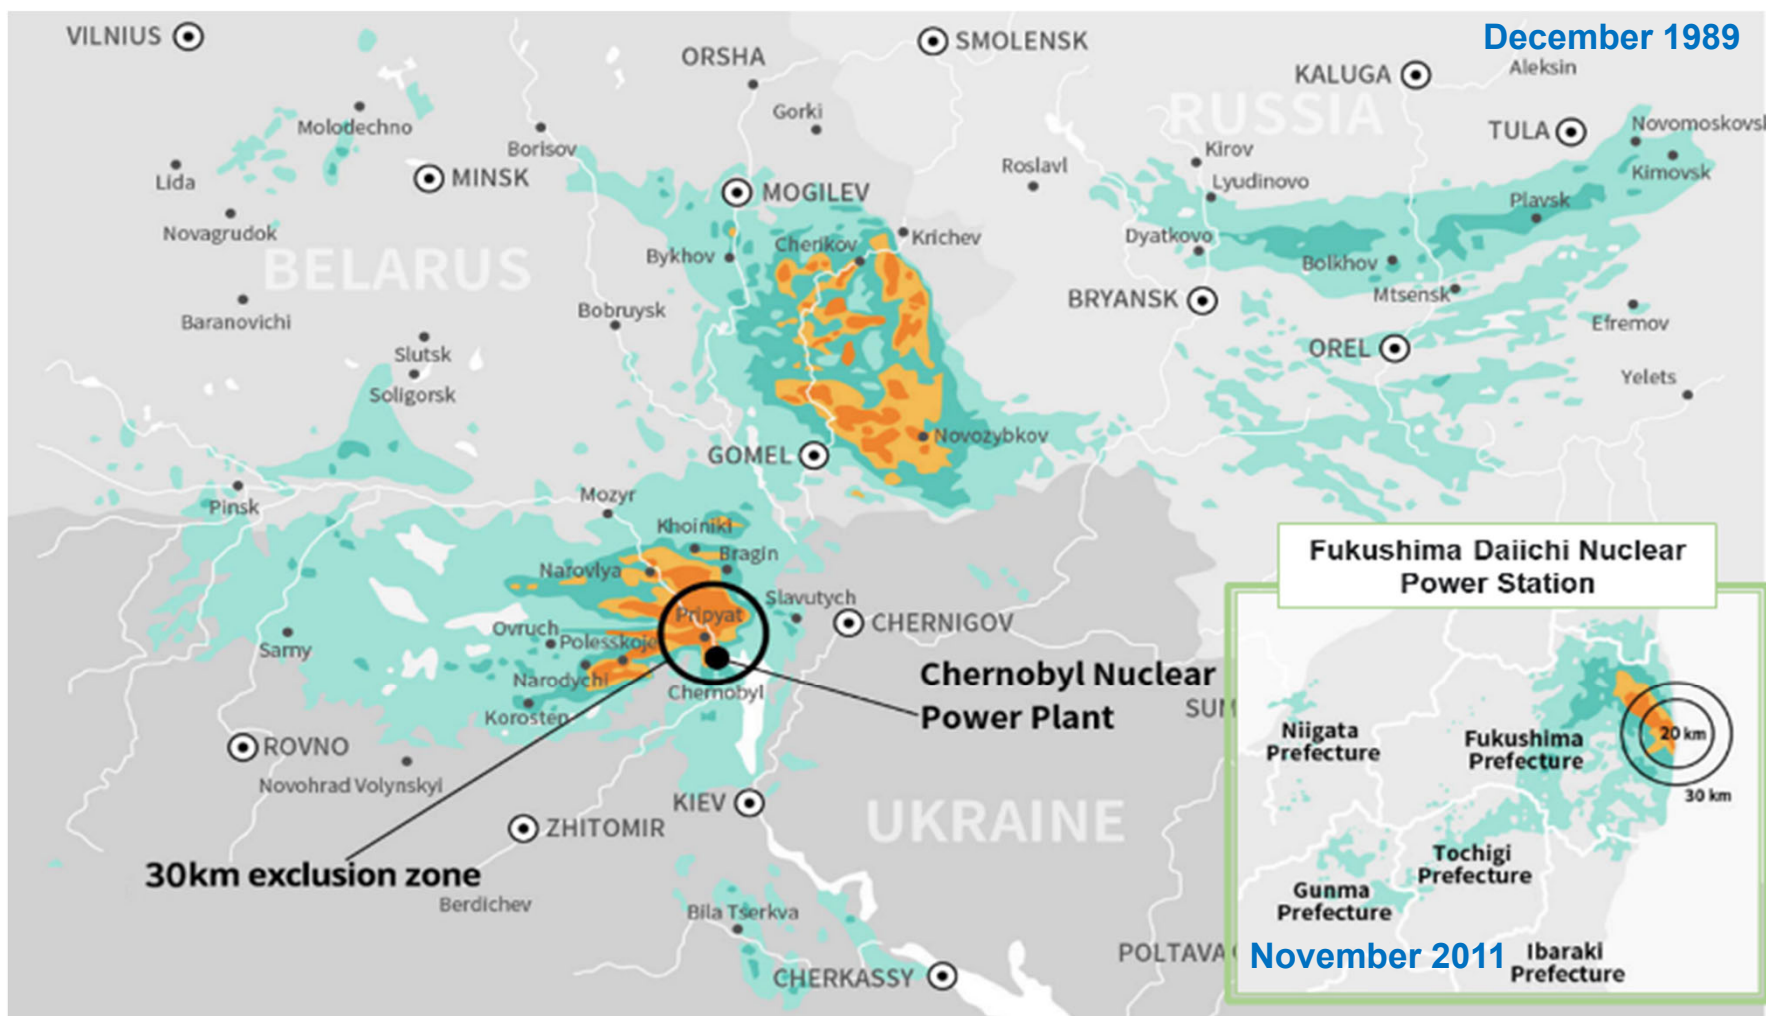 VILNIUS
ORSHA
SMOLENSK
December 1989
KALUGA
Aleksin
RUSSIA
Molodechno
Gorki
Borisov
TULA
Novomoskovsk
Lida
MINSK
MOGILEV
Roslavl
Kirov
Kimovsk
Lyudinovo
Plavsk
Novagrudok
BELARUS
Bykhov
Cherikov
Krichev
Dyatkovo
Bolkhov
Baranovichi
Bobruysk
BRYANSK
Mtsensk
Efremov
Slutsk
Soligorsk
OREL
Yelets
GOMEL
Novozybkov
Pinsk
Mozyr
Khoiniki
Bragin
Narovlya
Pripyat
Slavutych
CHERNIGOV
Sarny
Ovruch
Polesskoje
Narodychi
Chernobyl
Korosten
Chernobyl Nuclear
Power Plant
SUM
ROVNO
Novohrad Volynskyi
KIEV
UKRAINE
ZHITOMIR
30km exclusion zone
Berdichev
Bila Tserkva
CHERKASSY
POLTAVA
Fukushima Daiichi Nuclear
Power Station
Niigata
Prefecture
Fukushima
Prefecture
20 km
30 km
Tochigi
Prefecture
Gunma
Prefecture
November 2011
Ibaraki
Prefecture